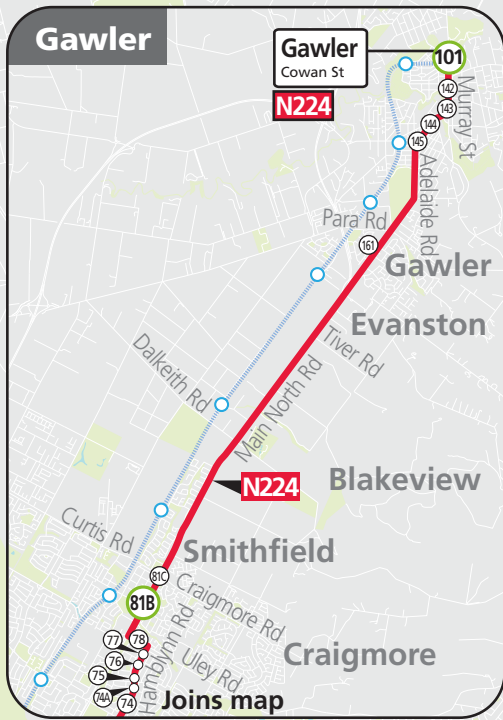 Gawler
Gawler
Cowan St
N224
101
142
143
144
145
Murray St
Adelaide Rd
Para Rd
161
Gawler
Evanston
Tiver Rd
Dalkeith Rd
Main North Rd
N224
Blakeview
Curtis Rd
Smithfield
81C
Craigmore Rd
81B
Hamblynn Rd
77
78
76
Uley Rd
Craigmore
75
74A
74
Joins map